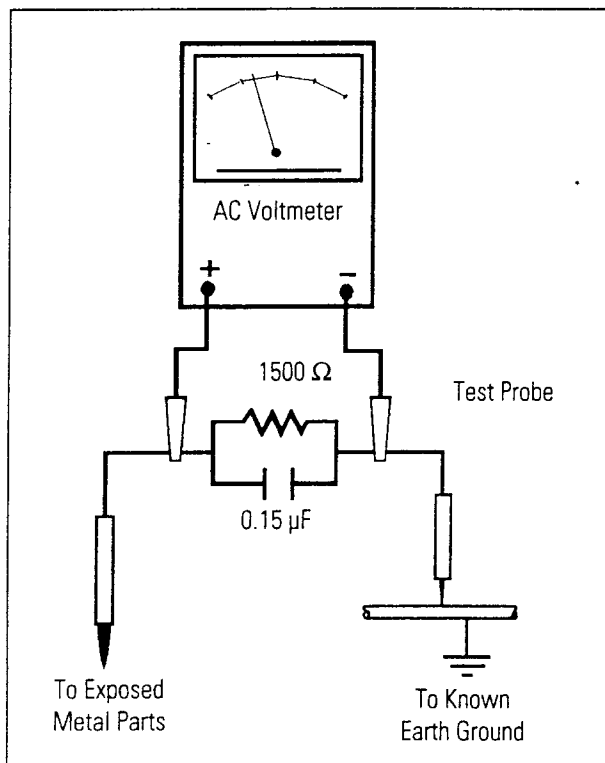 AC Voltmeter
+ -
1500 Ω
Test Probe
0.15 µF
To Exposed
Metal Parts
To Known
Earth Ground